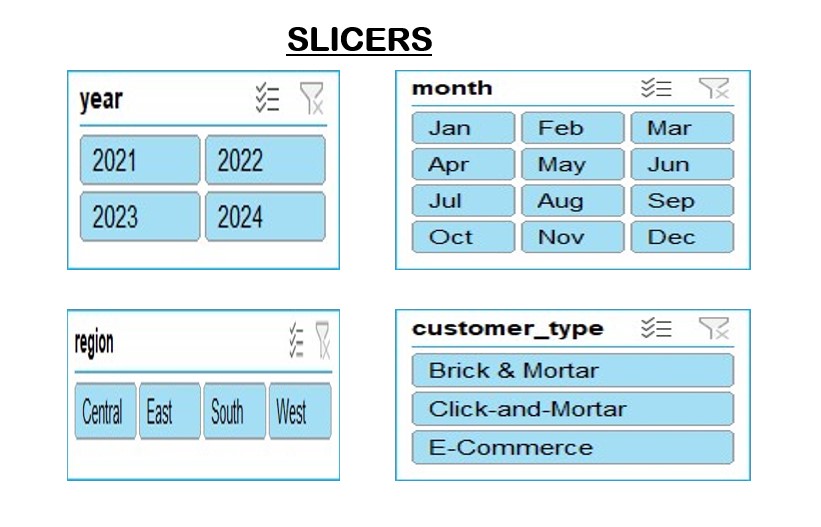 SLICERS
year
2021 2022
2023 2024
month
Jan Feb Mar
Apr May Jun
Jul Aug Sep
Oct Nov Dec
region
Central East South West
customer_type
Brick & Mortar
Click-and-Mortar
E-Commerce